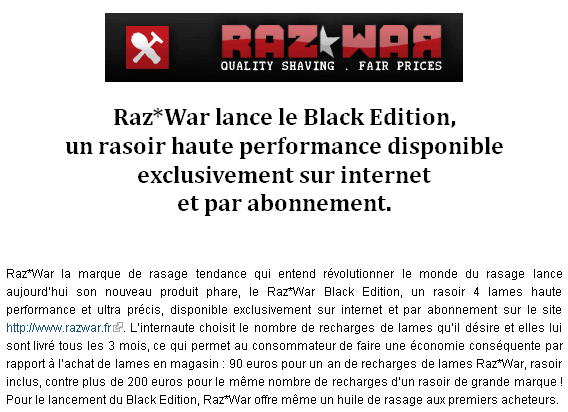 RAZ★WAR
QUALITY SHAVING . FAIR PRICES
Raz*War lance le Black Edition,
un rasoir haute performance disponible
exclusivement sur internet
et par abonnement.
Raz*War la marque de rasage tendance qui entend révolutionner le monde du rasage lance
aujourd'hui son nouveau produit phare, le Raz*War Black Edition, un rasoir 4 lames haute
performance et ultra précis, disponible exclusivement sur internet et par abonnement sur le site
http://www.razwar.fr. L'internaute choisit le nombre de recharges de lames qu'il désire et elles lui
sont livré tous les 3 mois, ce qui permet au consommateur de faire une économie conséquente par
rapport à l'achat de lames en magasin : 90 euros pour un an de recharges de lames Raz*War, rasoir
inclus, contre plus de 200 euros pour le même nombre de recharges d'un rasoir de grande marque !
Pour le lancement du Black Edition, Raz*War offre même un huile de rasage aux premiers acheteurs.